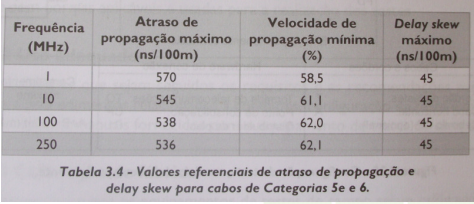 Frequência (MHz) Atraso de propagação máximo (ns/100m) Velocidade de propagação mínima (%) Delay skew máximo (ns/100m)
1 570 58,5 45
10 545 61,1 45
100 538 62,0 45
250 536 62,1 45
Tabela 3.4 - Valores referenciais de atraso de propagação e
delay skew para cabos de Categorias 5e e 6.